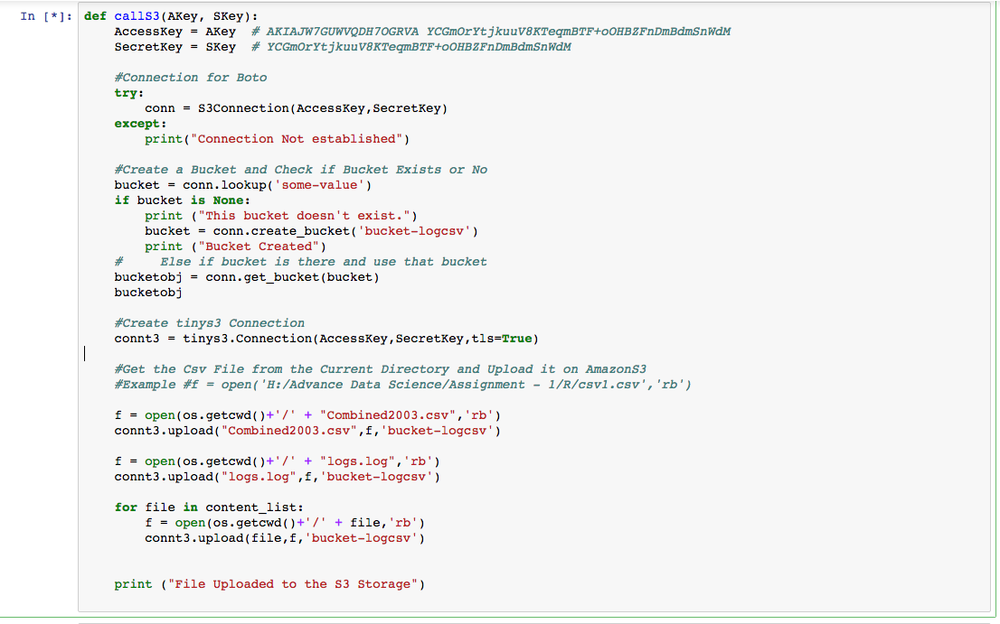 In [*]: def callS3(AKey, SKey):
AccessKey = AKey # AKIAJW7GUWVQDH7OGRVA YCGmOrYtjkuuV8KTeqmBTF+oOHBZFnDmBdmSnWdM
SecretKey = SKey # 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
#Connection for Boto
try:
conn = S3Connection(AccessKey,SecretKey)
except:
print("Connection Not established")
#Create a Bucket and Check if Bucket Exists or No
bucket = conn.lookup('some-value')
if bucket is None:
print ("This bucket doesn't exist.")
bucket = conn.create_bucket('bucket-logcsv')
print ("Bucket Created")
# Else if bucket is there and use that bucket
bucketobj = conn.get_bucket(bucket)
bucketobj
#Create tinys3 Connection
connt3 = tinys3.Connection(AccessKey,SecretKey,tls=True)
#Get the Csv File from the Current Directory and Upload it on AmazonS3
#Example #f = open('H:/Advance Data Science/Assignment - 1/R/csv1.csv','rb')
f = open(os.getcwd()+'/' + "Combined2003.csv",'rb')
connt3.upload("Combined2003.csv",f,'bucket-logcsv')
f = open(os.getcwd()+'/' + "logs.log",'rb')
connt3.upload("logs.log",f,'bucket-logcsv')
for file in content_list:
f = open(os.getcwd()+'/' + file,'rb')
connt3.upload(file,f,'bucket-logcsv')
print ("File Uploaded to the S3 Storage")